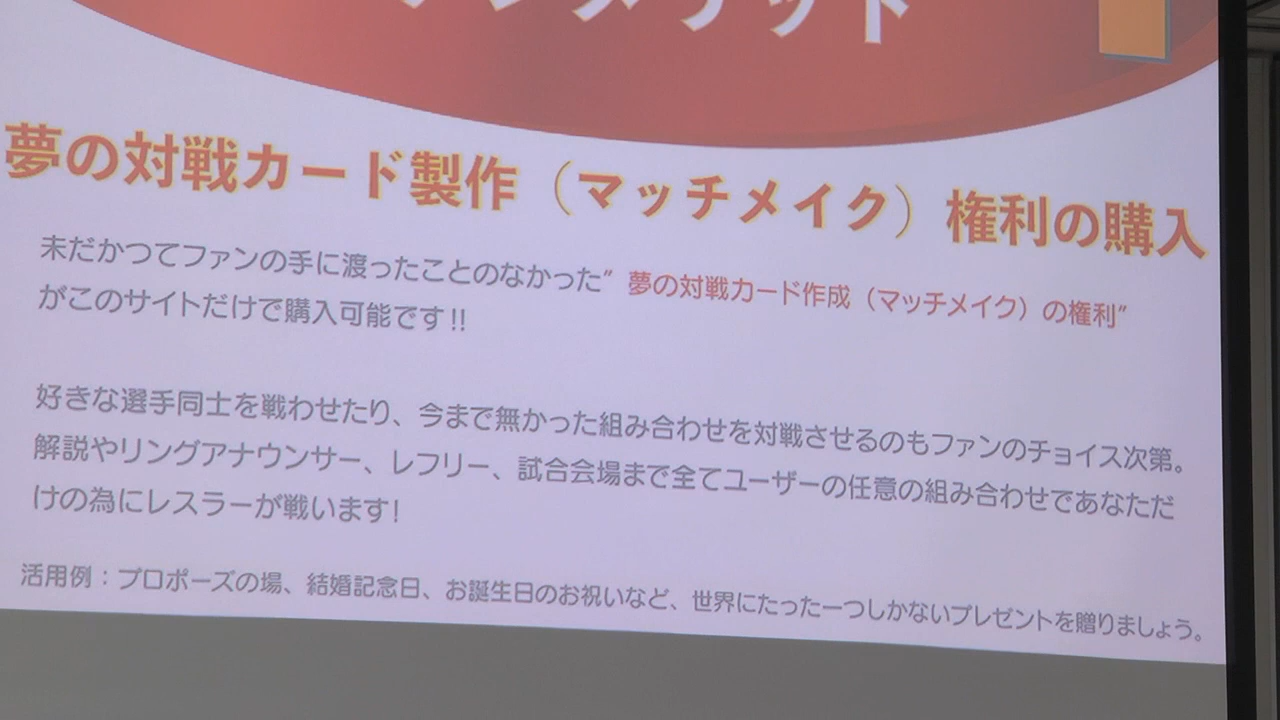 夢の対戦カード製作（マッチメイク）権利の購入
未だかつてファンの手に渡ったことのなかった”夢の対戦カード作成（マッチメイク）の権利”
がこのサイトだけで購入可能です!!
好きな選手同士を戦わせたり、今まで無かった組み合わせを対戦させるのもファンのチョイス次第。
解説やリングアナウンサー、レフリー、試合会場まで全てユーザーの任意の組み合わせであなただ
けの為にレスラーが戦います!
活用例：プロポーズの場、結婚記念日、お誕生日のお祝いなど、世界にたった一つしかないプレゼントを贈りましょう。